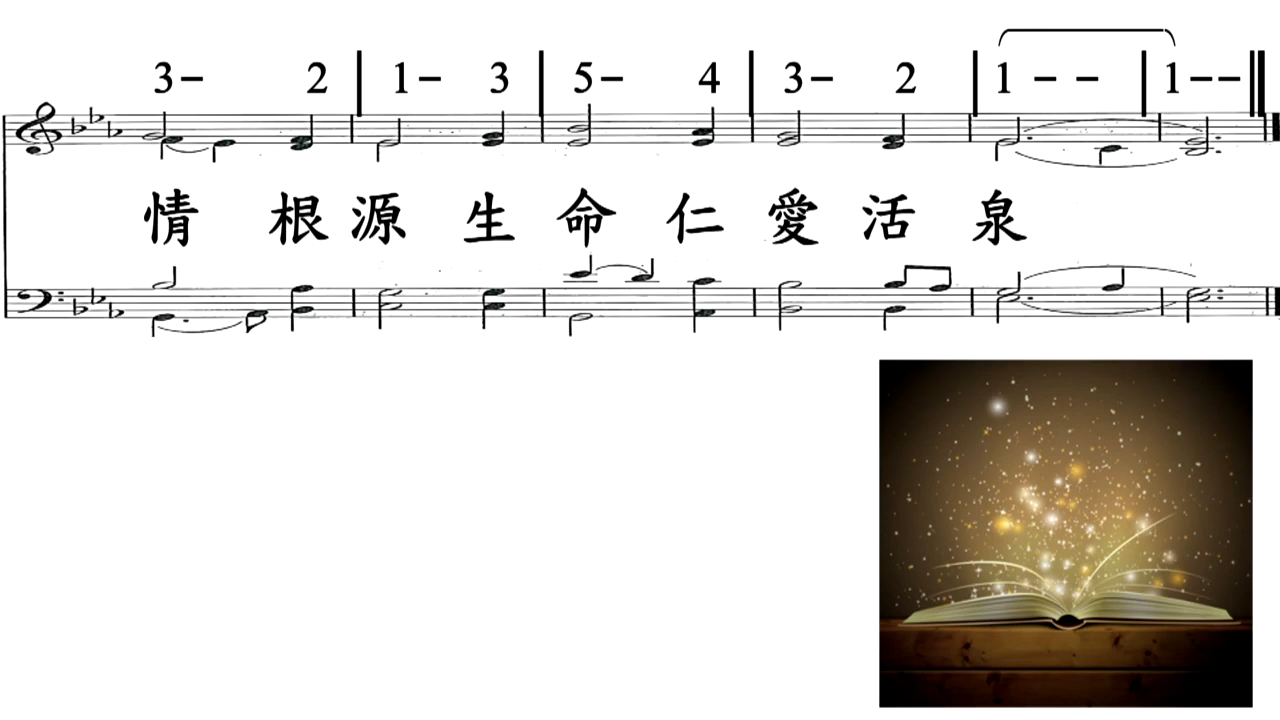 3– 2 | 1– 3 | 5– 4 | 3– 2 | 1 – – | 1––
情 根 源 生 命 仁 愛 活 泉